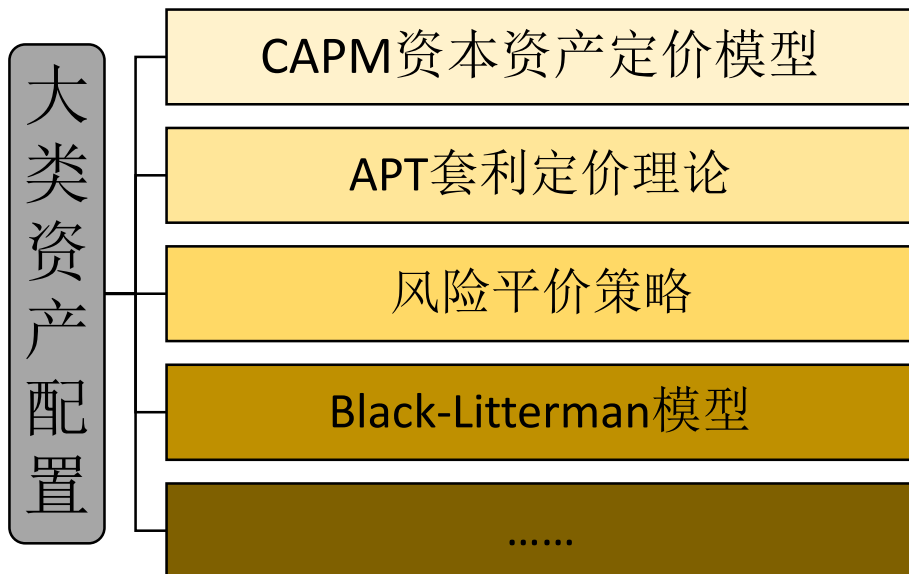 大类资产配置
CAPM资本资产定价模型
APT套利定价理论
风险平价策略
Black-Litterman模型
……